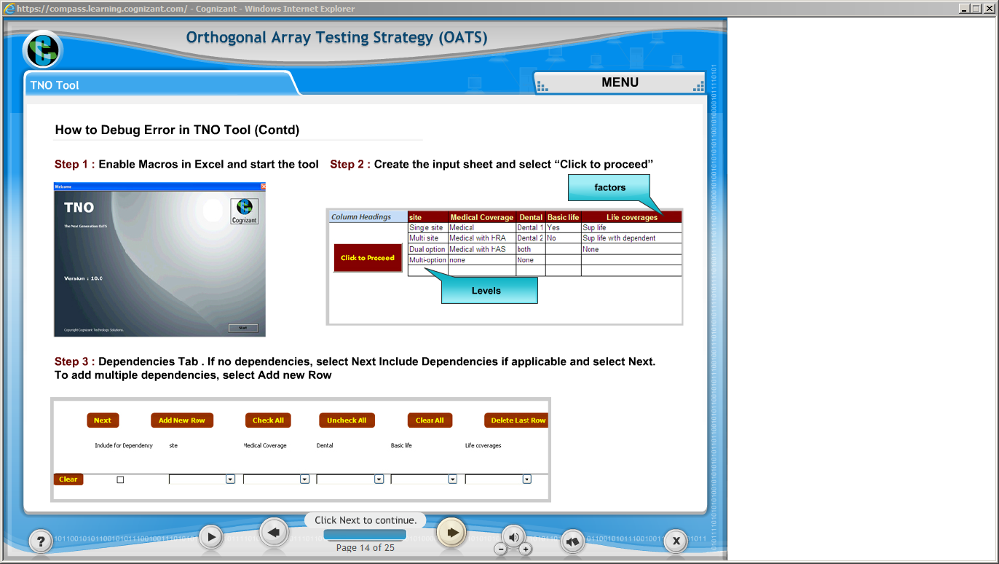 https://compass.learning.cognizant.com/ - Cognizant - Windows Internet Explorer
Orthogonal Array Testing Strategy (OATS)
TNO Tool
MENU
How to Debug Error in TNO Tool (Contd)
Step 1 : Enable Macros in Excel and start the tool
Welcome
TNO
The Next Generation OATS
Cognizant
Version : 10.0
Copyright Cognizant Technology Solutions.
Start
Step 2 : Create the input sheet and select “Click to proceed”
factors
Column Headings site Medical Coverage Dental Basic life Life coverages
Single site Medical Dental 1 Yes Sup life
Multi site Medical with HRA Dental 2 No Sup life with dependent
Dual option Medical with HAS both None
Multi-option none None
Click to Proceed
Levels
Step 3 : Dependencies Tab . If no dependencies, select Next Include Dependencies if applicable and select Next.
To add multiple dependencies, select Add new Row
Next Add New Row Check All Uncheck All Clear All Delete Last Row
Include for Dependency site Medical Coverage Dental Basic life Life coverages
Clear
Click Next to continue.
Page 14 of 25